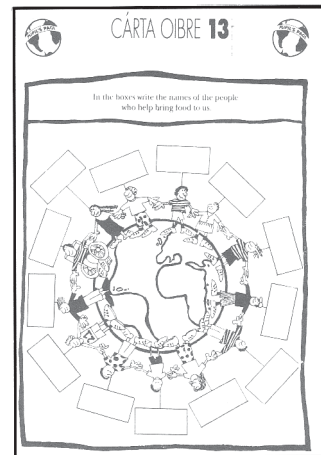 CÁRTA OIBRE 13
In the boxes write the names of the people
who help bring food to us